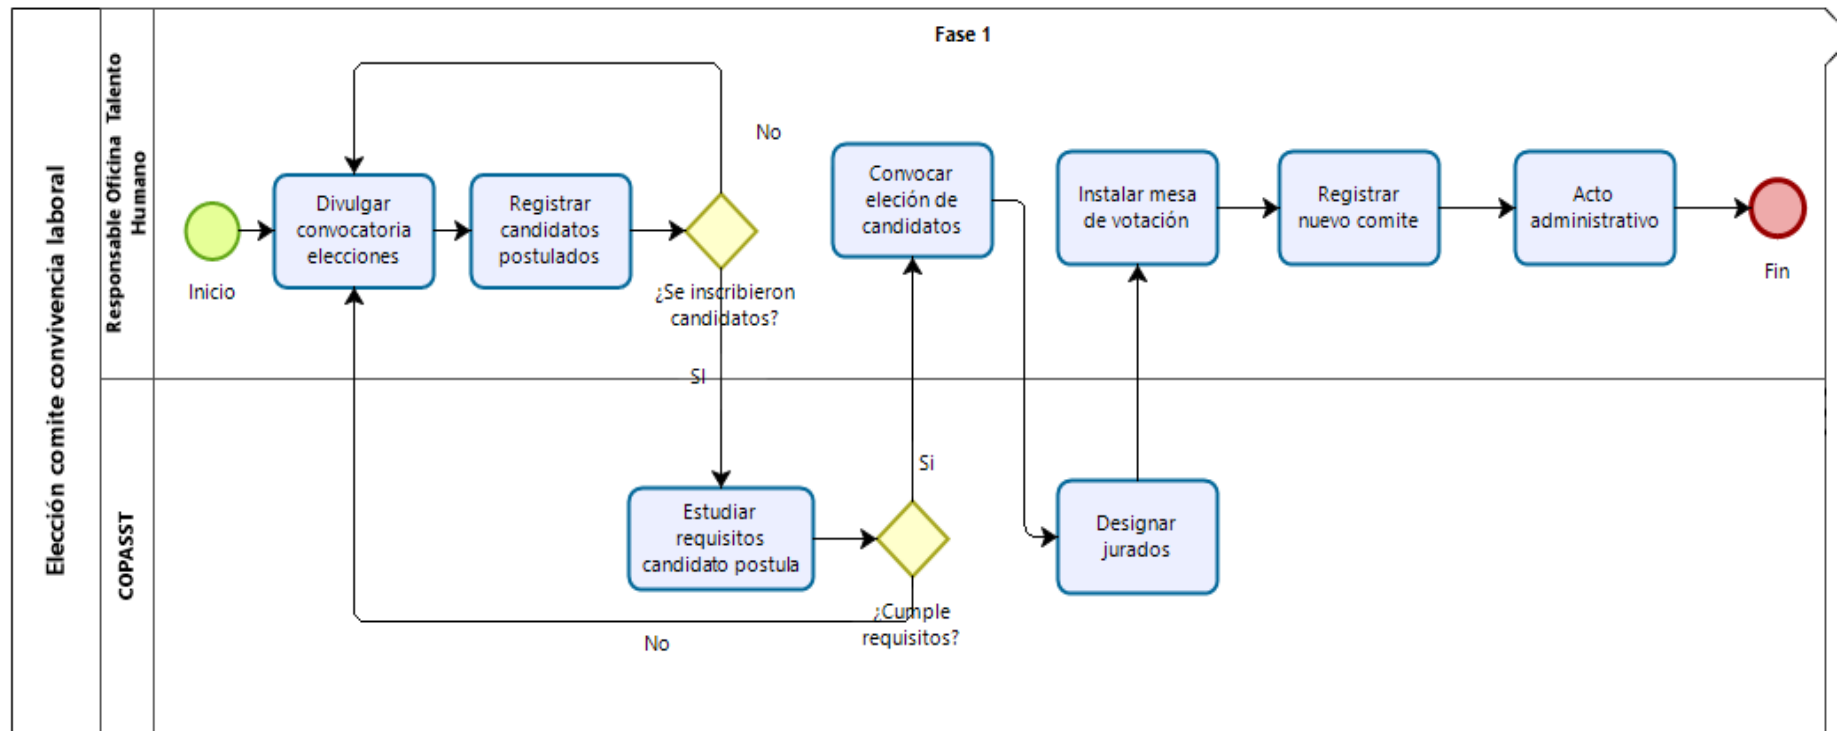 Elección comite convivencia laboral
Responsable Oficina Talento
Humano
COPASST
Fase 1
Inicio
Divulgar
convocatoria
elecciones
Registrar
candidatos
postulados
¿Se inscribieron
candidatos?
No
SI
Estudiar
requisitos
candidato postula
¿Cumple
requisitos?
No
Si
Convocar
eleción de
candidatos
Designar
jurados
Instalar mesa
de votación
Registrar
nuevo comite
Acto
administrativo
Fin